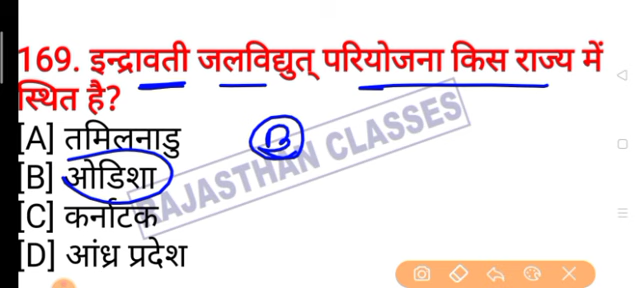 169. इन्द्रावती जलविद्युत् परियोजना किस राज्य में
स्थित है?
[A] तमिलनाडु
B
[B] ओडिशा
[C] कर्नाटक
[D] आंध्र प्रदेश
RAJASTHAN CLASSES